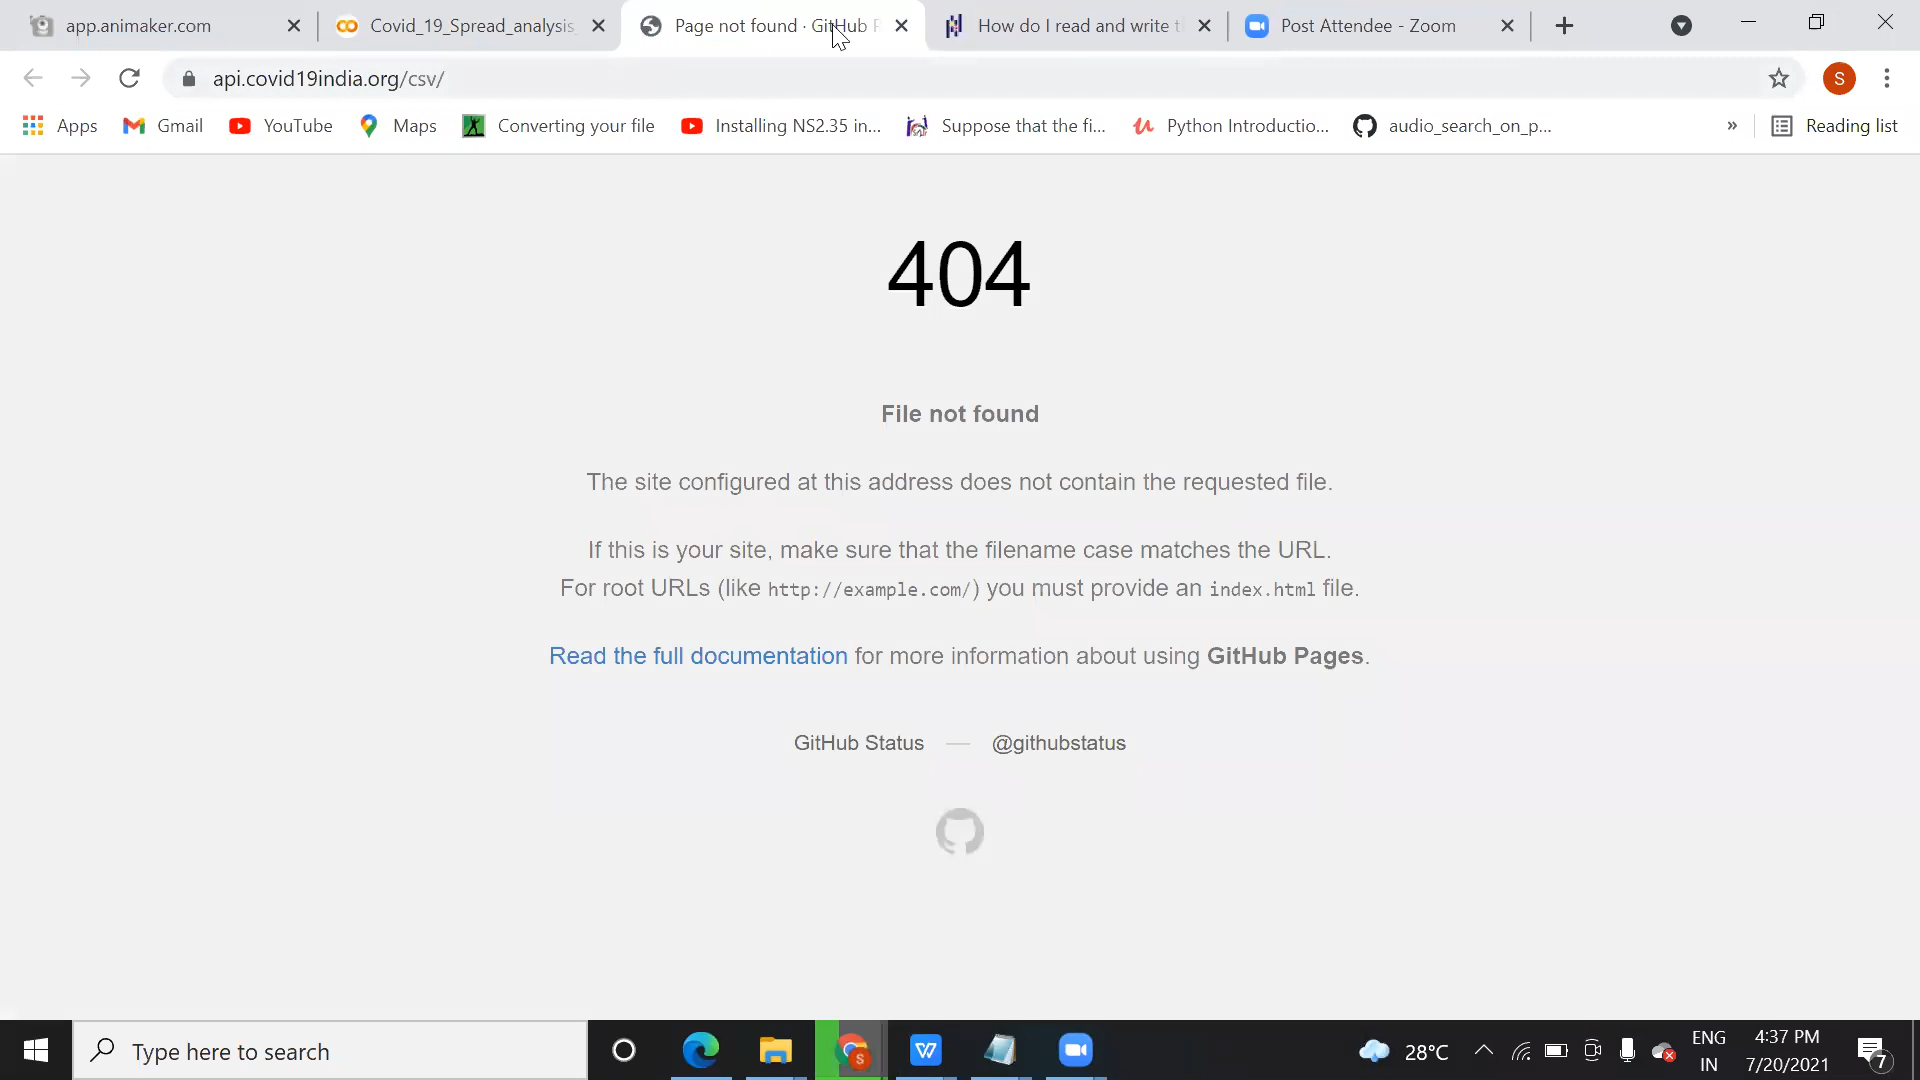 app.animaker.com
Covid_19_Spread_analysis_
Page not found · GitHub P
How do I read and write t
Post Attendee - Zoom
api.covid19india.org/csv/
S
Apps
Gmail
YouTube
Maps
Converting your file
Installing NS2.35 in...
Suppose that the fi...
Python Introductio...
audio_search_on_p...
»
Reading list
404
File not found
The site configured at this address does not contain the requested file.
If this is your site, make sure that the filename case matches the URL.
For root URLs (like http://example.com/) you must provide an index.html file.
Read the full documentation for more information about using GitHub Pages.
GitHub Status — @githubstatus
Type here to search
S
W
28°C
ENG
IN
4:37 PM
7/20/2021
7